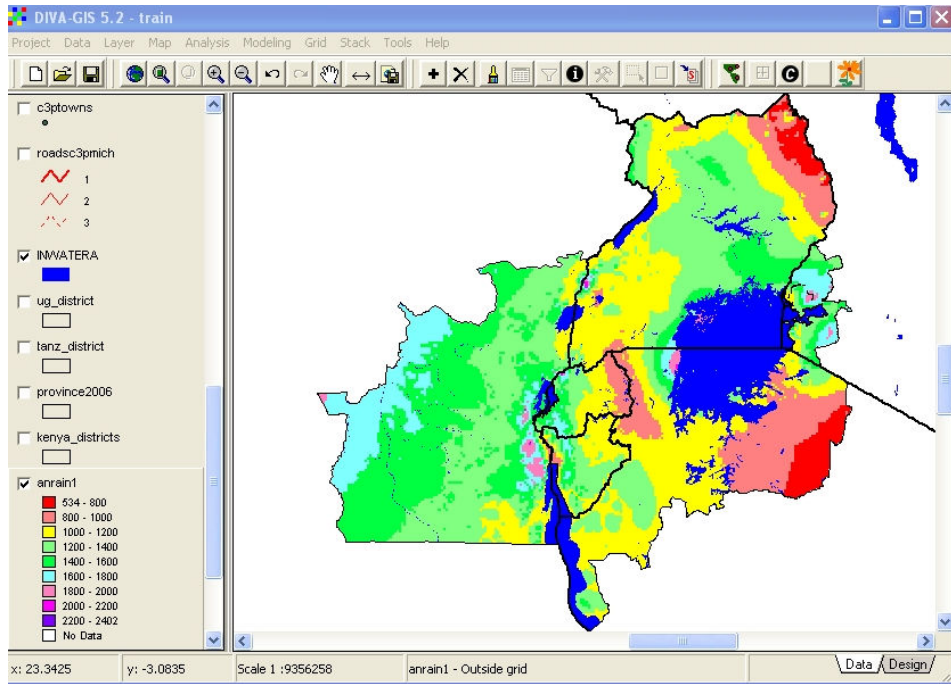 DIVA-GIS 5.2 - train
Project Data Layer Map Analysis Modeling Grid Stack Tools Help
c3ptowns
roadsc3pmich
1
2
3
INWATERA
ug_district
tanz_district
province2006
kenya_districts
anrain1
534 - 800
800 - 1000
1000 - 1200
1200 - 1400
1400 - 1600
1600 - 1800
1800 - 2000
2000 - 2200
2200 - 2402
No Data
x: 23.3425 y: -3.0835 Scale 1 :9356258 anrain1 - Outside grid Data Design